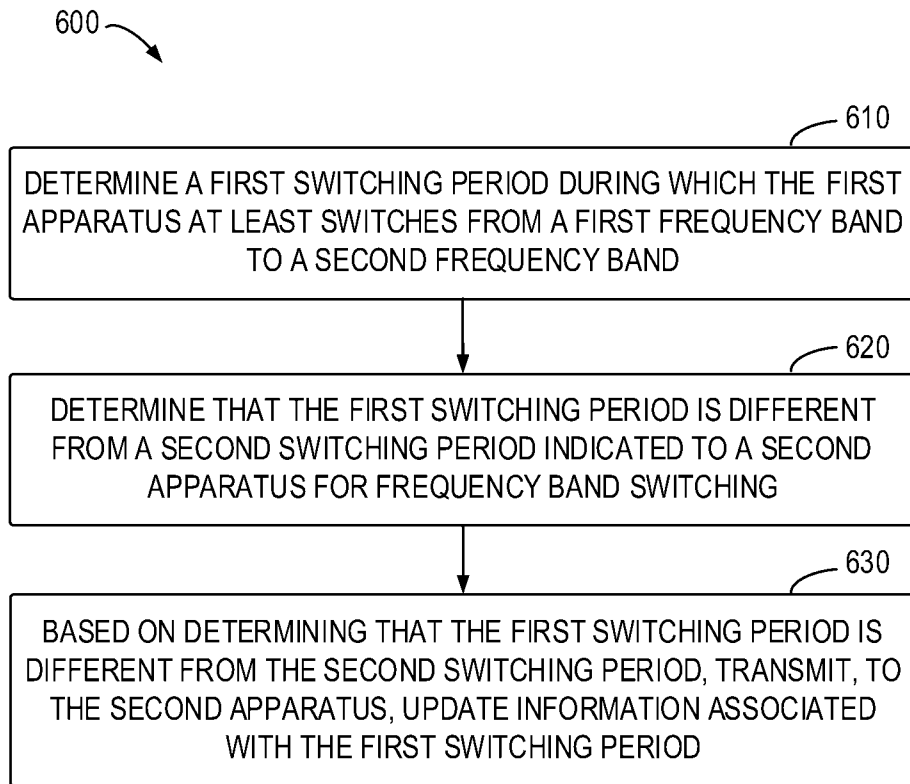 600
610
DETERMINE A FIRST SWITCHING PERIOD DURING WHICH THE FIRST
APPARATUS AT LEAST SWITCHES FROM A FIRST FREQUENCY BAND
TO A SECOND FREQUENCY BAND
620
DETERMINE THAT THE FIRST SWITCHING PERIOD IS DIFFERENT
FROM A SECOND SWITCHING PERIOD INDICATED TO A SECOND
APPARATUS FOR FREQUENCY BAND SWITCHING
630
BASED ON DETERMINING THAT THE FIRST SWITCHING PERIOD IS
DIFFERENT FROM THE SECOND SWITCHING PERIOD, TRANSMIT, TO
THE SECOND APPARATUS, UPDATE INFORMATION ASSOCIATED
WITH THE FIRST SWITCHING PERIOD